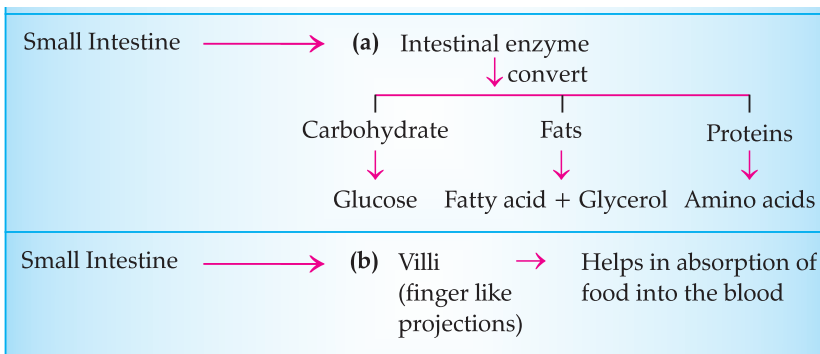 Small Intestine (a) Intestinal enzyme
convert
Carbohydrate Fats Proteins
Glucose Fatty acid + Glycerol Amino acids
Small Intestine (b) Villi Helps in absorption of
(finger like food into the blood
projections)